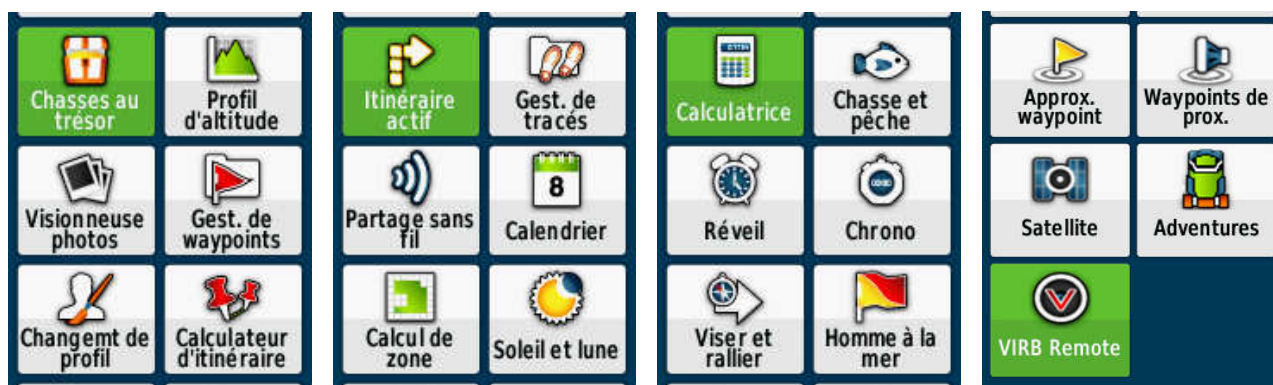 Chasses au
trésor
Profil
d'altitude
Visionneuse
photos
Gest. de
waypoints
Changemt de
profil
Calculateur
d'itinéraire
Itinéraire
actif
Gest. de
tracés
Partage sans
fil
8
Calendrier
Calcul de
zone
Soleil et lune
Calculatrice
Chasse et
pêche
Réveil
Chrono
Viser et
rallier
Homme à la
mer
Approx.
waypoint
Waypoints de
prox.
Satellite
Adventures
VIRB Remote